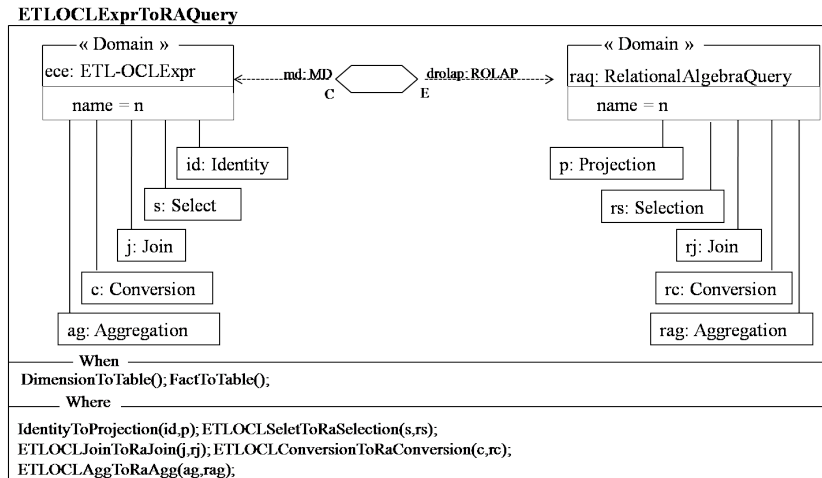 ETLOCLExprToRAQuery
« Domain »
ece: ETL-OCLExpr
name = n
md: MD
C
drolap: ROLAP
E
« Domain »
raq: RelationalAlgebraQuery
name = n
id: Identity
s: Select
j: Join
c: Conversion
ag: Aggregation
p: Projection
rs: Selection
rj: Join
rc: Conversion
rag: Aggregation
When
DimensionToTable(); FactToTable();
Where
IdentityToProjection(id,p); ETLOCLSeletToRaSelection(s,rs);
ETLOCLJoinToRaJoin(j,rj); ETLOCLConversionToRaConversion(c,rc);
ETLOCLAggToRaAgg(ag,rag);